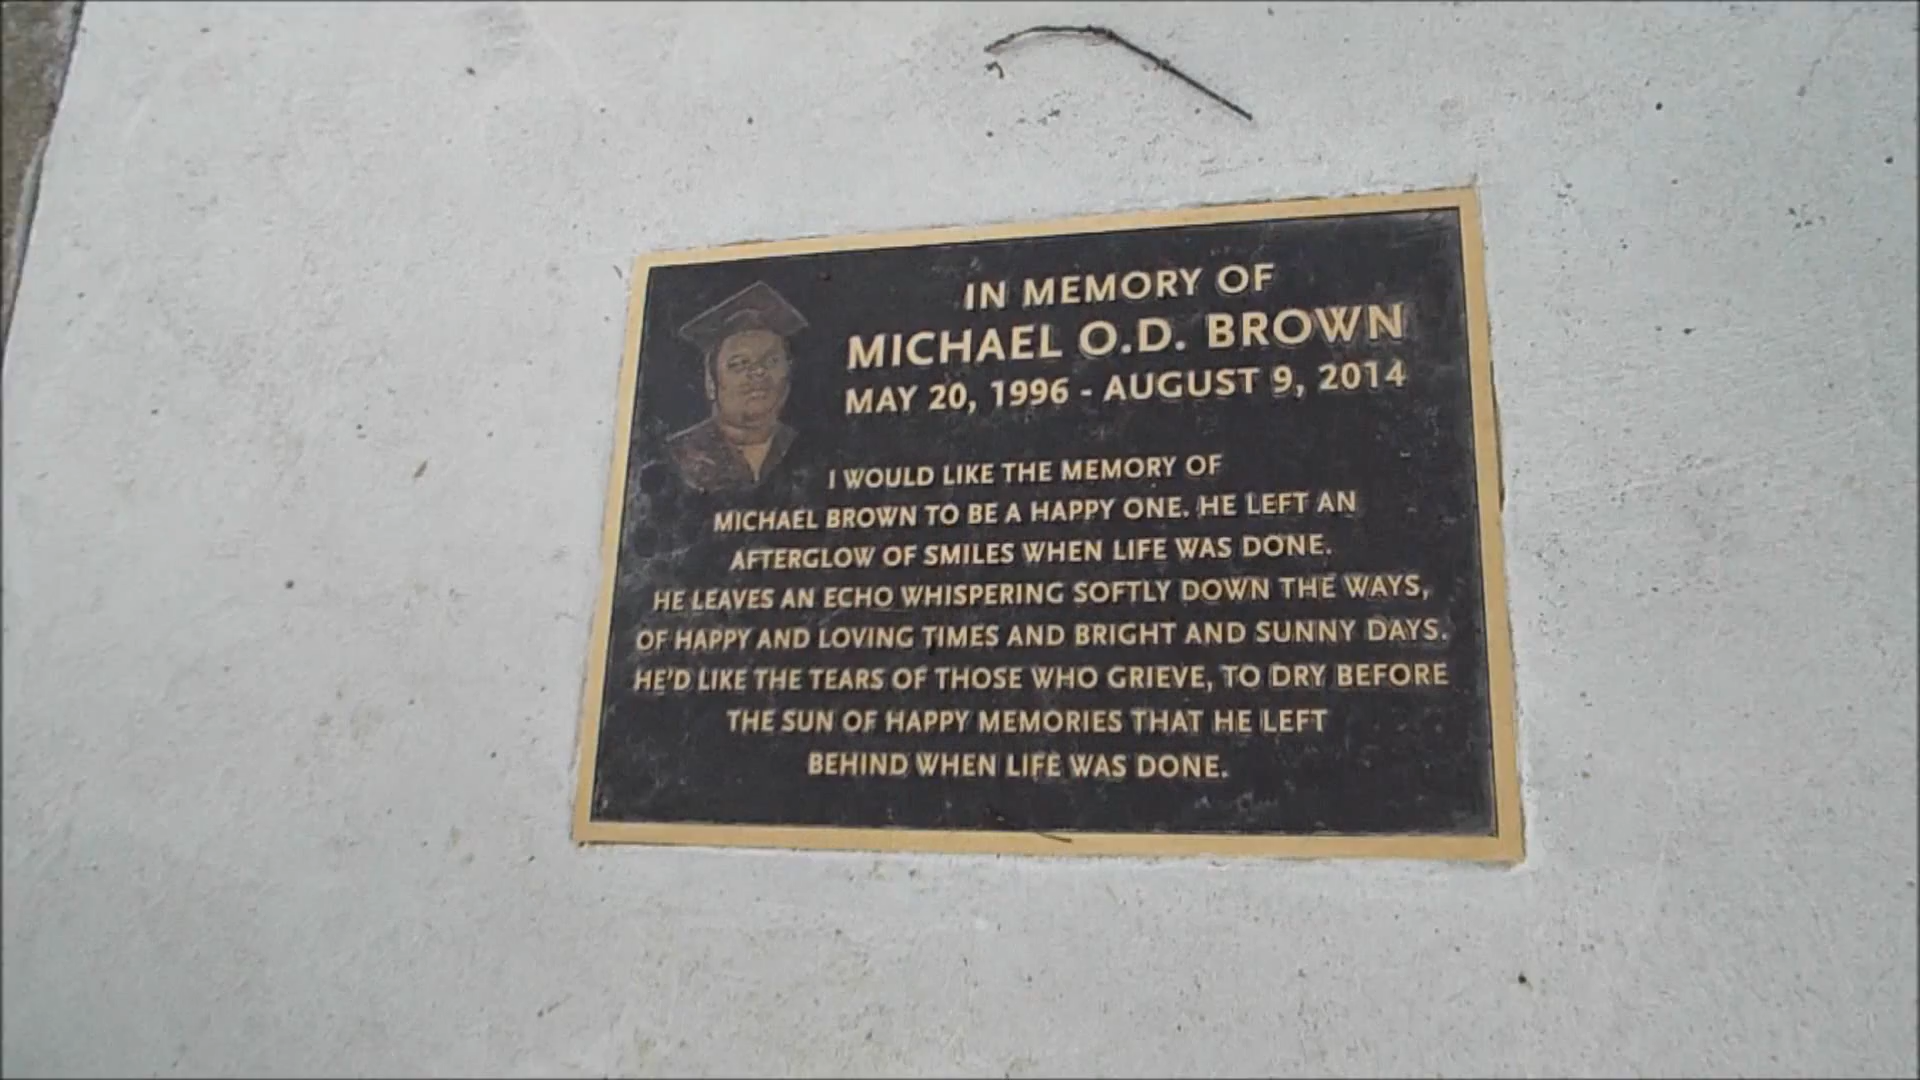 IN MEMORY OF
MICHAEL O.D. BROWN
MAY 20, 1996 - AUGUST 9, 2014
I WOULD LIKE THE MEMORY OF
MICHAEL BROWN TO BE A HAPPY ONE. HE LEFT AN
AFTERGLOW OF SMILES WHEN LIFE WAS DONE.
HE LEAVES AN ECHO WHISPERING SOFTLY DOWN THE WAYS,
OF HAPPY AND LOVING TIMES AND BRIGHT AND SUNNY DAYS.
HE'D LIKE THE TEARS OF THOSE WHO GRIEVE, TO DRY BEFORE
THE SUN OF HAPPY MEMORIES THAT HE LEFT
BEHIND WHEN LIFE WAS DONE.